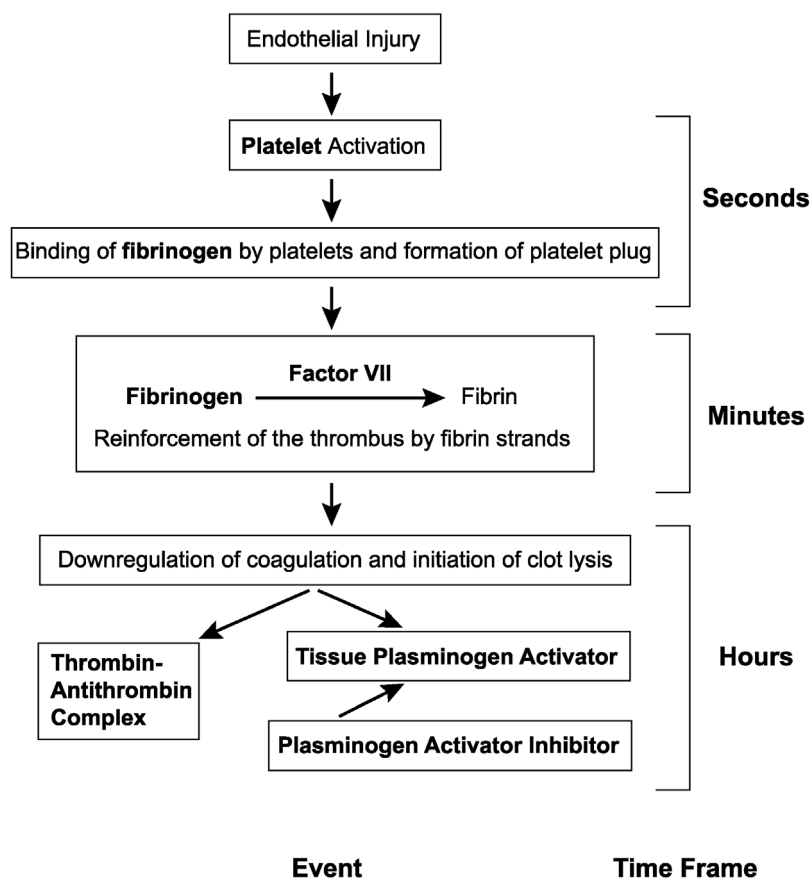 Endothelial Injury
Platelet Activation
Seconds
Binding of fibrinogen by platelets and formation of platelet plug
Factor VII
Fibrinogen Fibrin
Reinforcement of the thrombus by fibrin strands
Minutes
Downregulation of coagulation and initiation of clot lysis
Thrombin-
Antithrombin
Complex
Tissue Plasminogen Activator
Plasminogen Activator Inhibitor
Hours
Event Time Frame